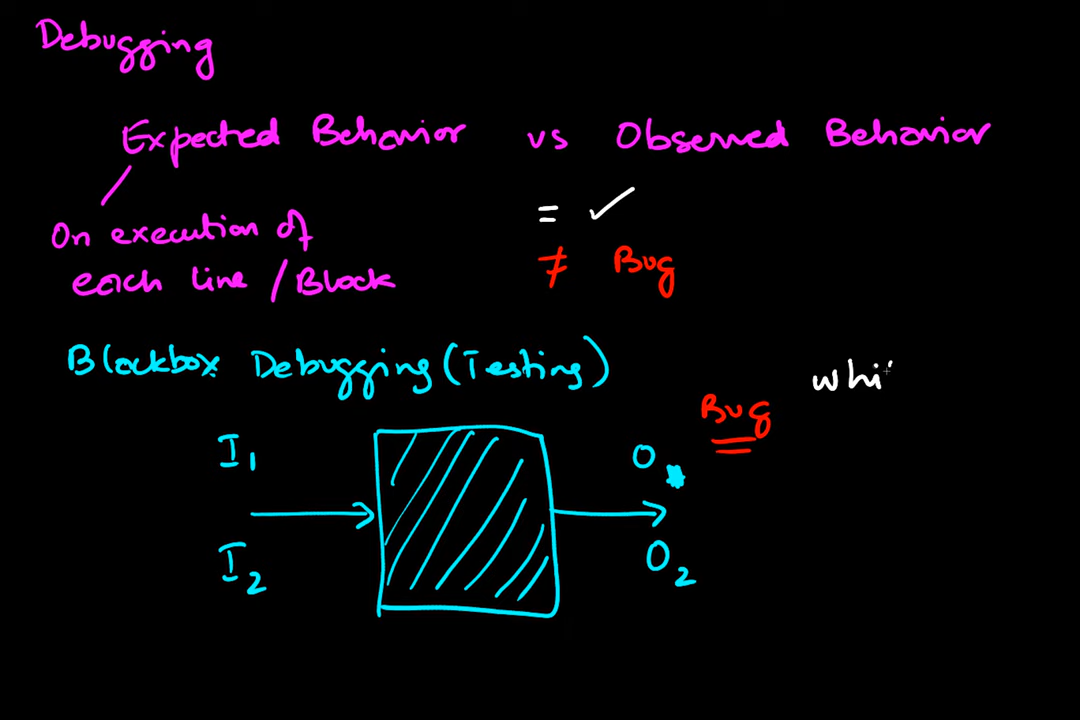 Debugging
Expected Behavior vs Observed Behavior
= ✓
On execution of
each line / Block
≠ Bug
Blackbox Debugging (Testing)
whi
Bug
I1
O
I2
O2